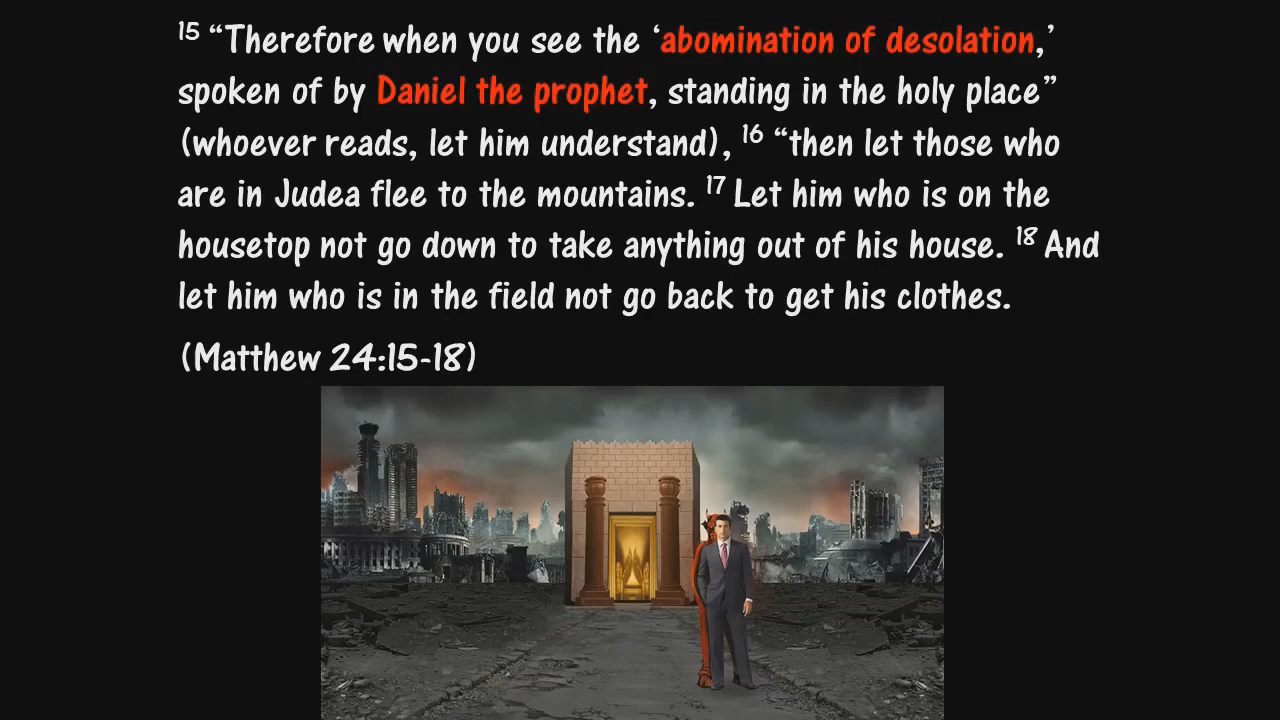 15 “Therefore when you see the ‘abomination of desolation,’
spoken of by Daniel the prophet, standing in the holy place”
(whoever reads, let him understand), 16 “then let those who
are in Judea flee to the mountains. 17 Let him who is on the
housetop not go down to take anything out of his house. 18 And
let him who is in the field not go back to get his clothes.
(Matthew 24:15-18)